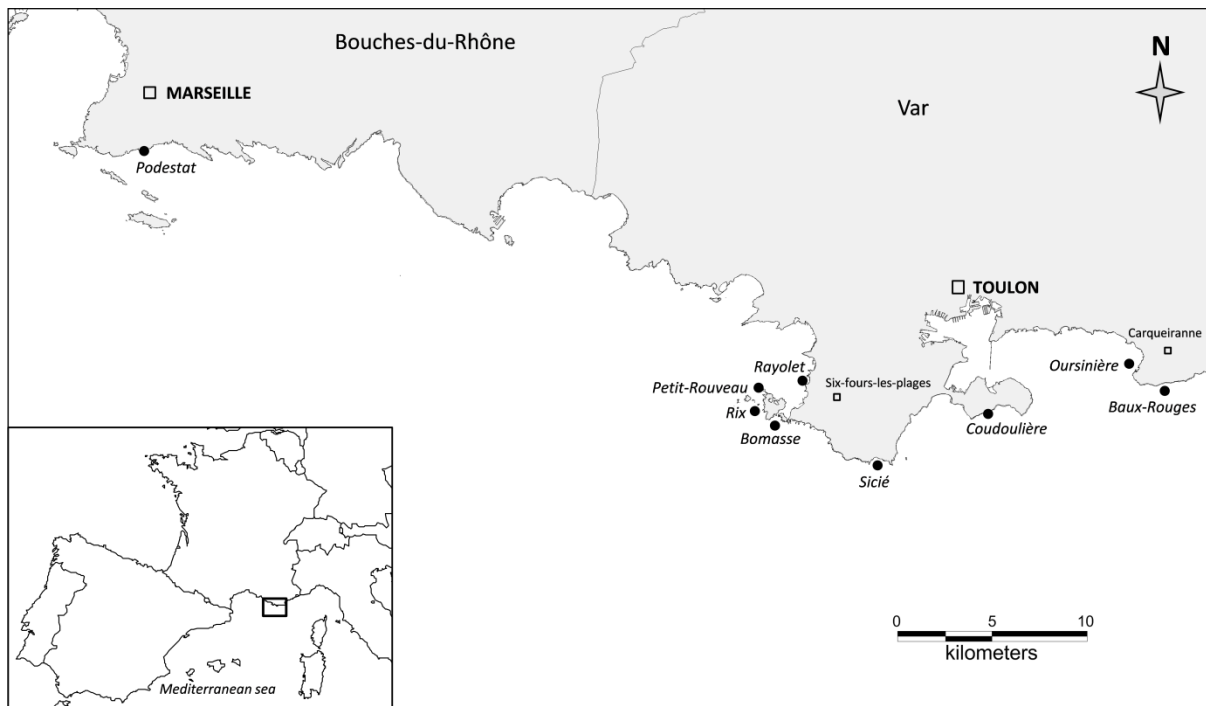 Bouches-du-Rhône
N
MARSEILLE
Var
Podestat
TOULON
Carqueiranne
Oursinière
Rayolet
Six-fours-les-plages
Petit-Rouveau
Baux-Rouges
Rix
Coudoulière
Bomasse
Sicié
0 5 10
kilometers
Mediterranean sea